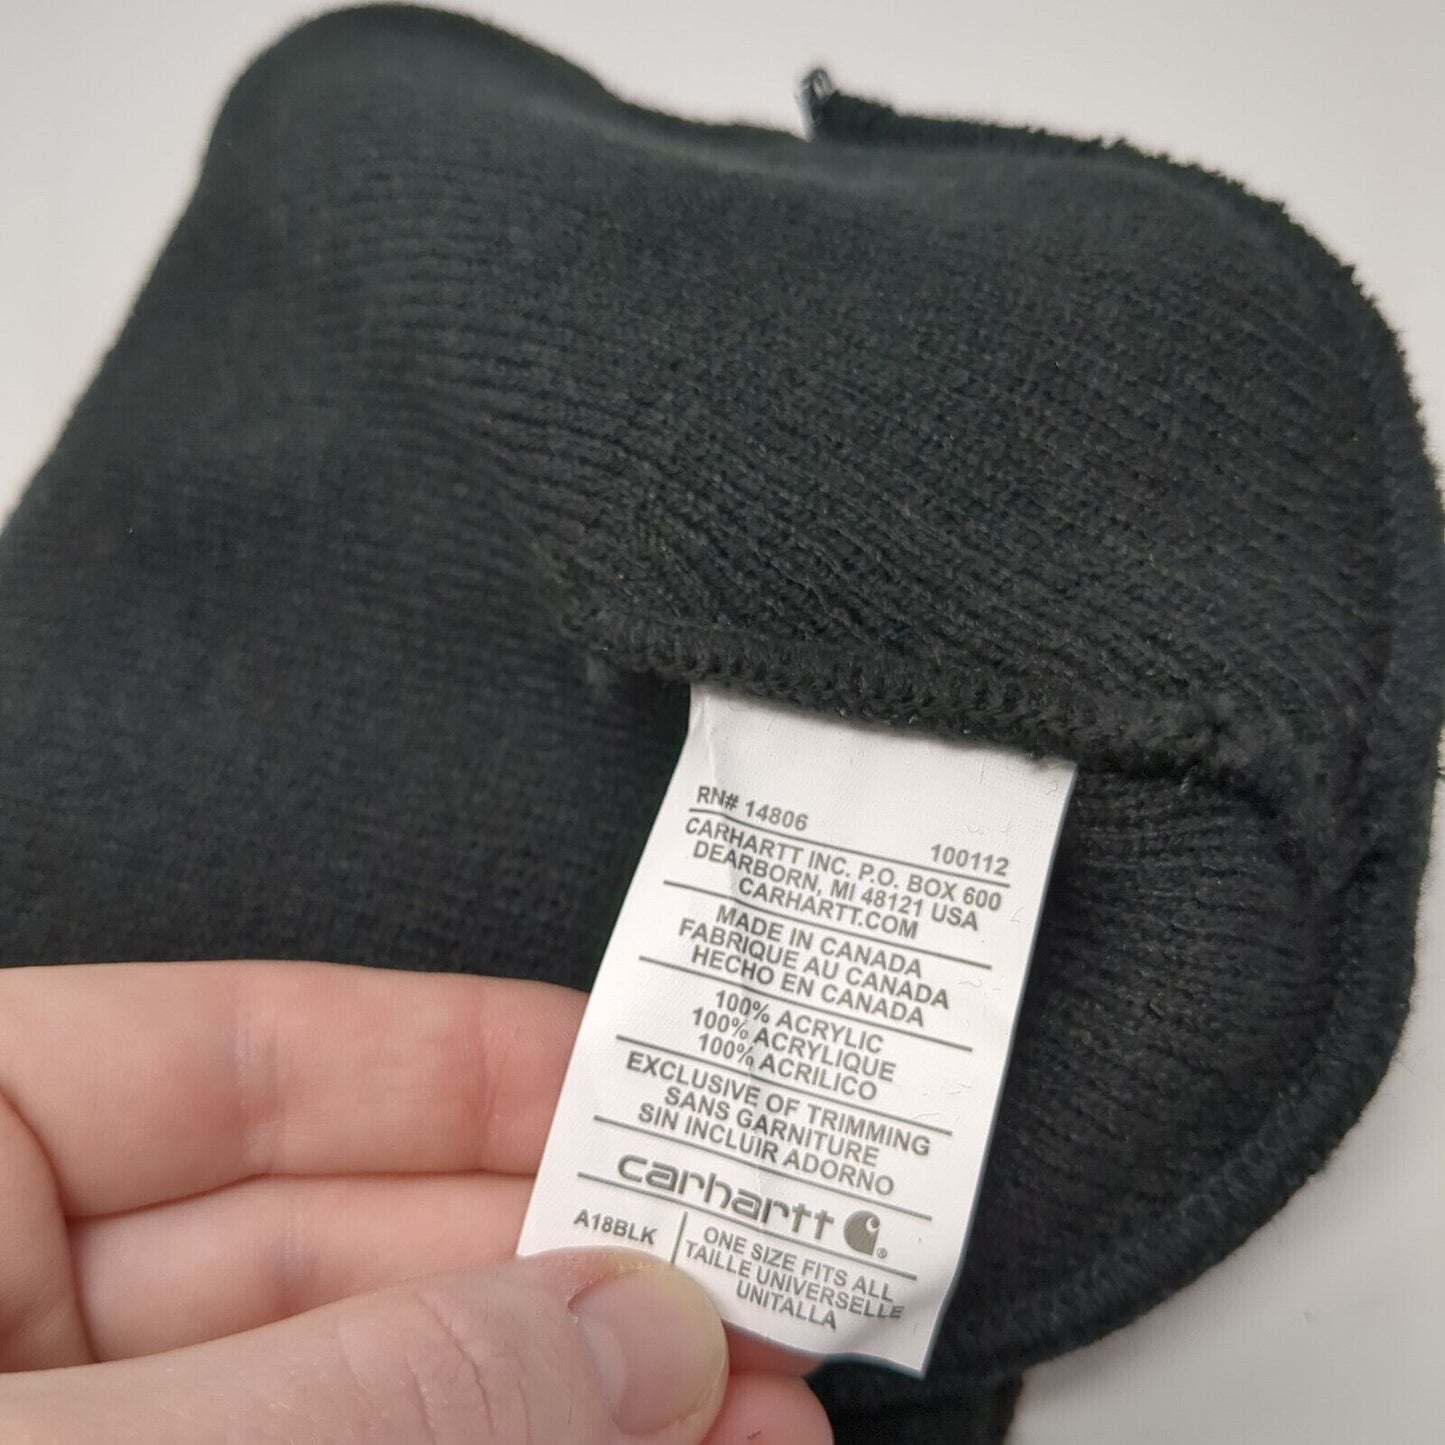 RN# 14806 100112
CARHARTT INC. P.O. BOX 600
DEARBORN, MI 48121 USA
CARHARTT.COM
MADE IN CANADA
FABRIQUE AU CANADA
HECHO EN CANADA
100% ACRYLIC
100% ACRYLIQUE
100% ACRILICO
EXCLUSIVE OF TRIMMING
SANS GARNITURE
SIN INCLUIR ADORNO
carhartt ®
A18BLK
ONE SIZE FITS ALL
TAILLE UNIVERSELLE
UNITALLA